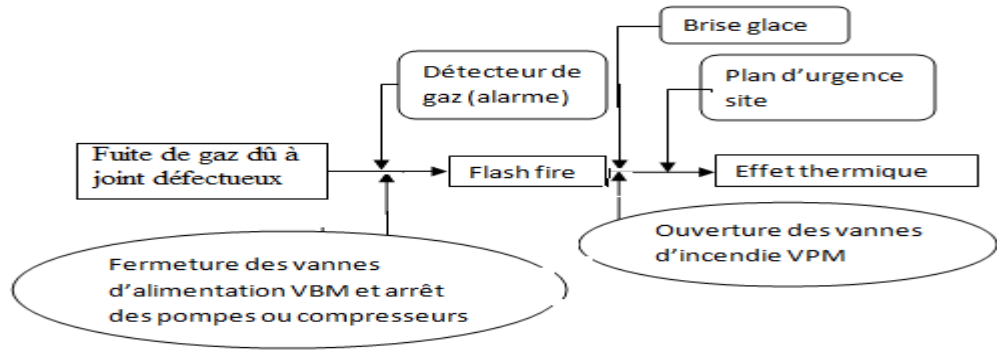 Brise glace
Détecteur de
gaz (alarme)
Plan d'urgence
site
Fuite de gaz dû à
joint défectueux
Flash fire
Effet thermique
Fermeture des vannes
d'alimentation VBM et arrêt
des pompes ou compresseurs
Ouverture des vannes
d'incendie VPM